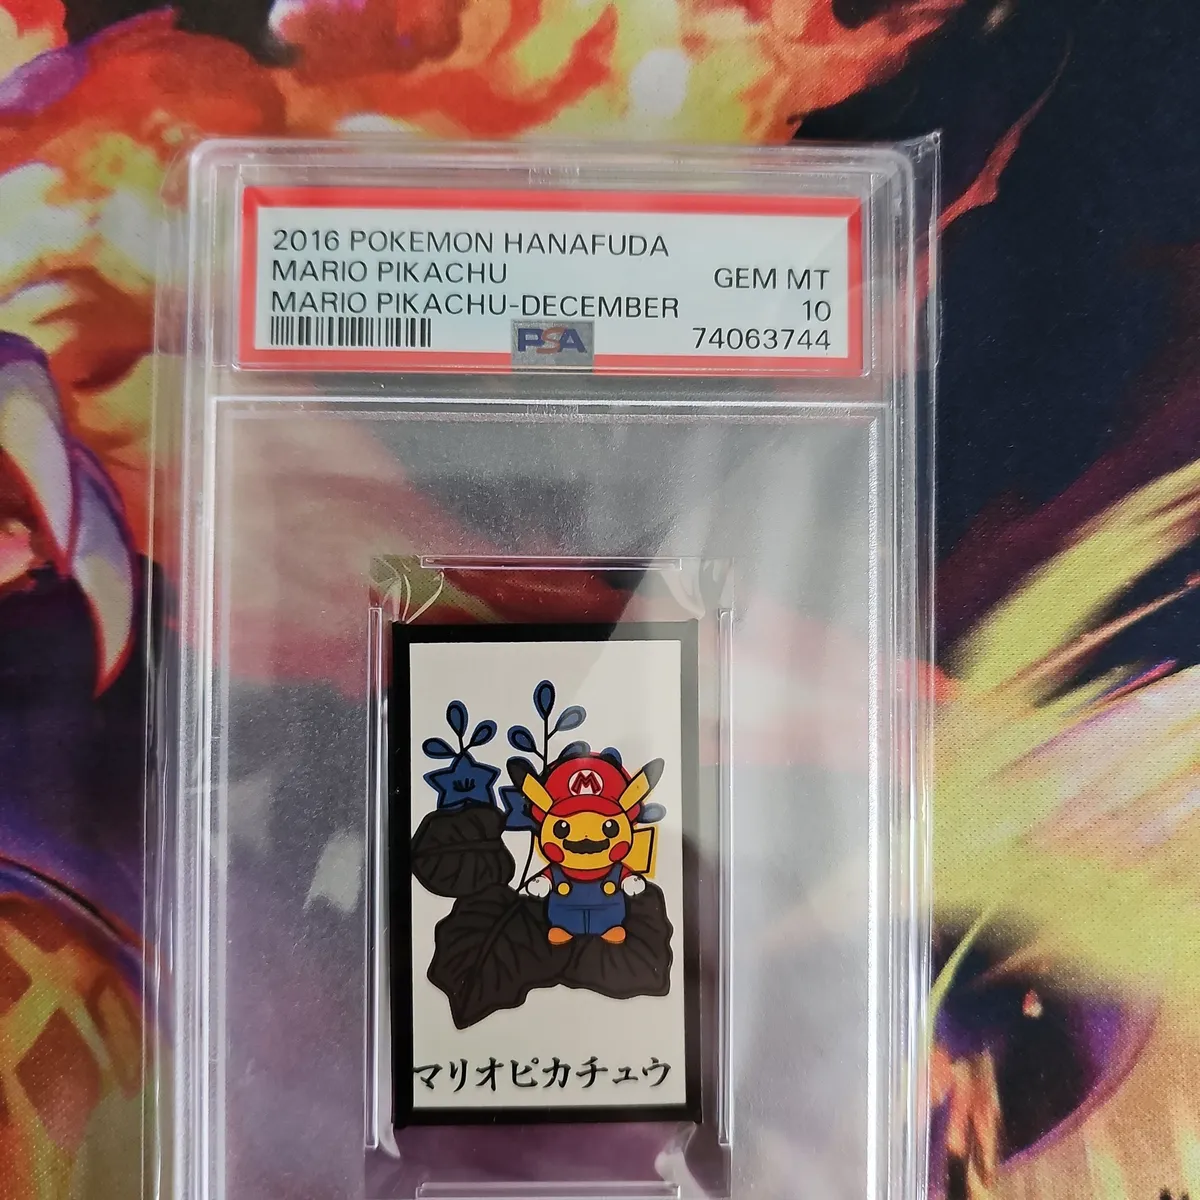 2016 POKEMON HANAFUDA
MARIO PIKACHU
GEM MT
MARIO PIKACHU-DECEMBER
10
PSA
74063744
M
マリオピカチュウ